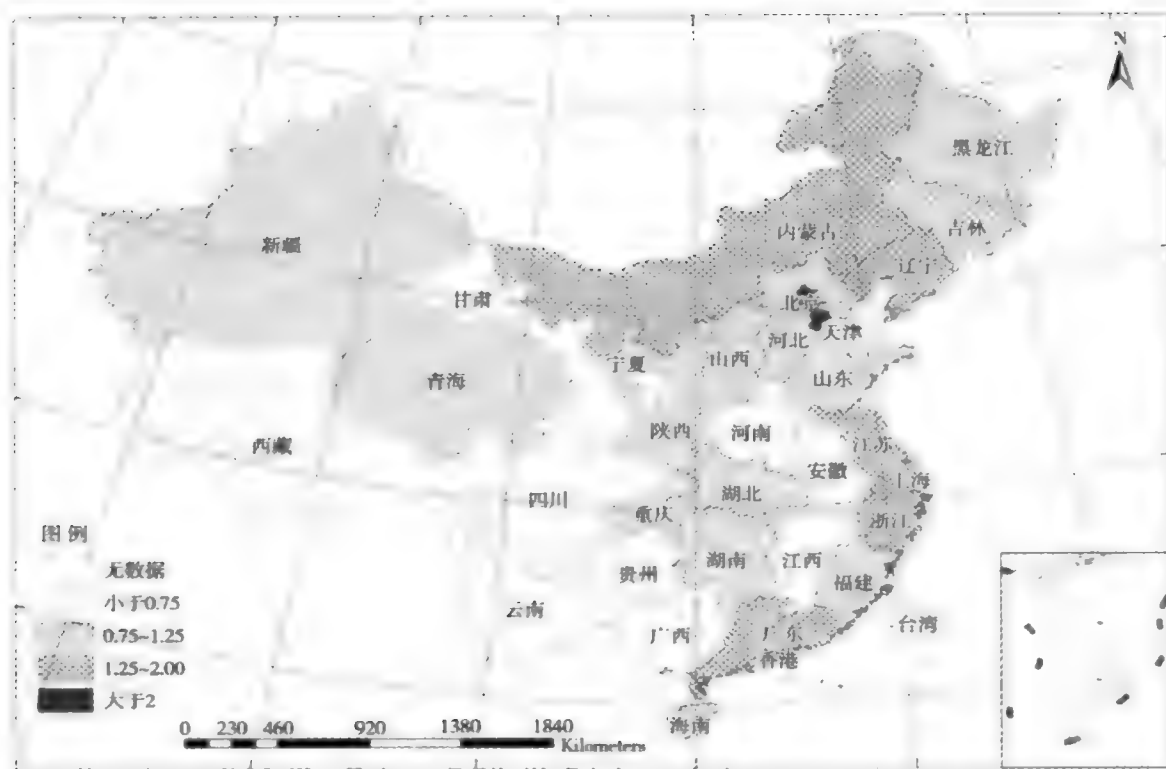 N
黑龙江
吉林
内蒙古
辽宁
新疆
甘肃
北京
天津
河北
山西
宁夏
山东
青海
陕西
河南
江苏
西藏
安徽
上海
四川
湖北
重庆
浙江
湖南
江西
贵州
福建
云南
广西
广东
台湾
香港
海南
图例
无数据
小于0.75
0.75~1.25
1.25~2.00
大于2
0 230 460 920 1380 1840
Kilometers